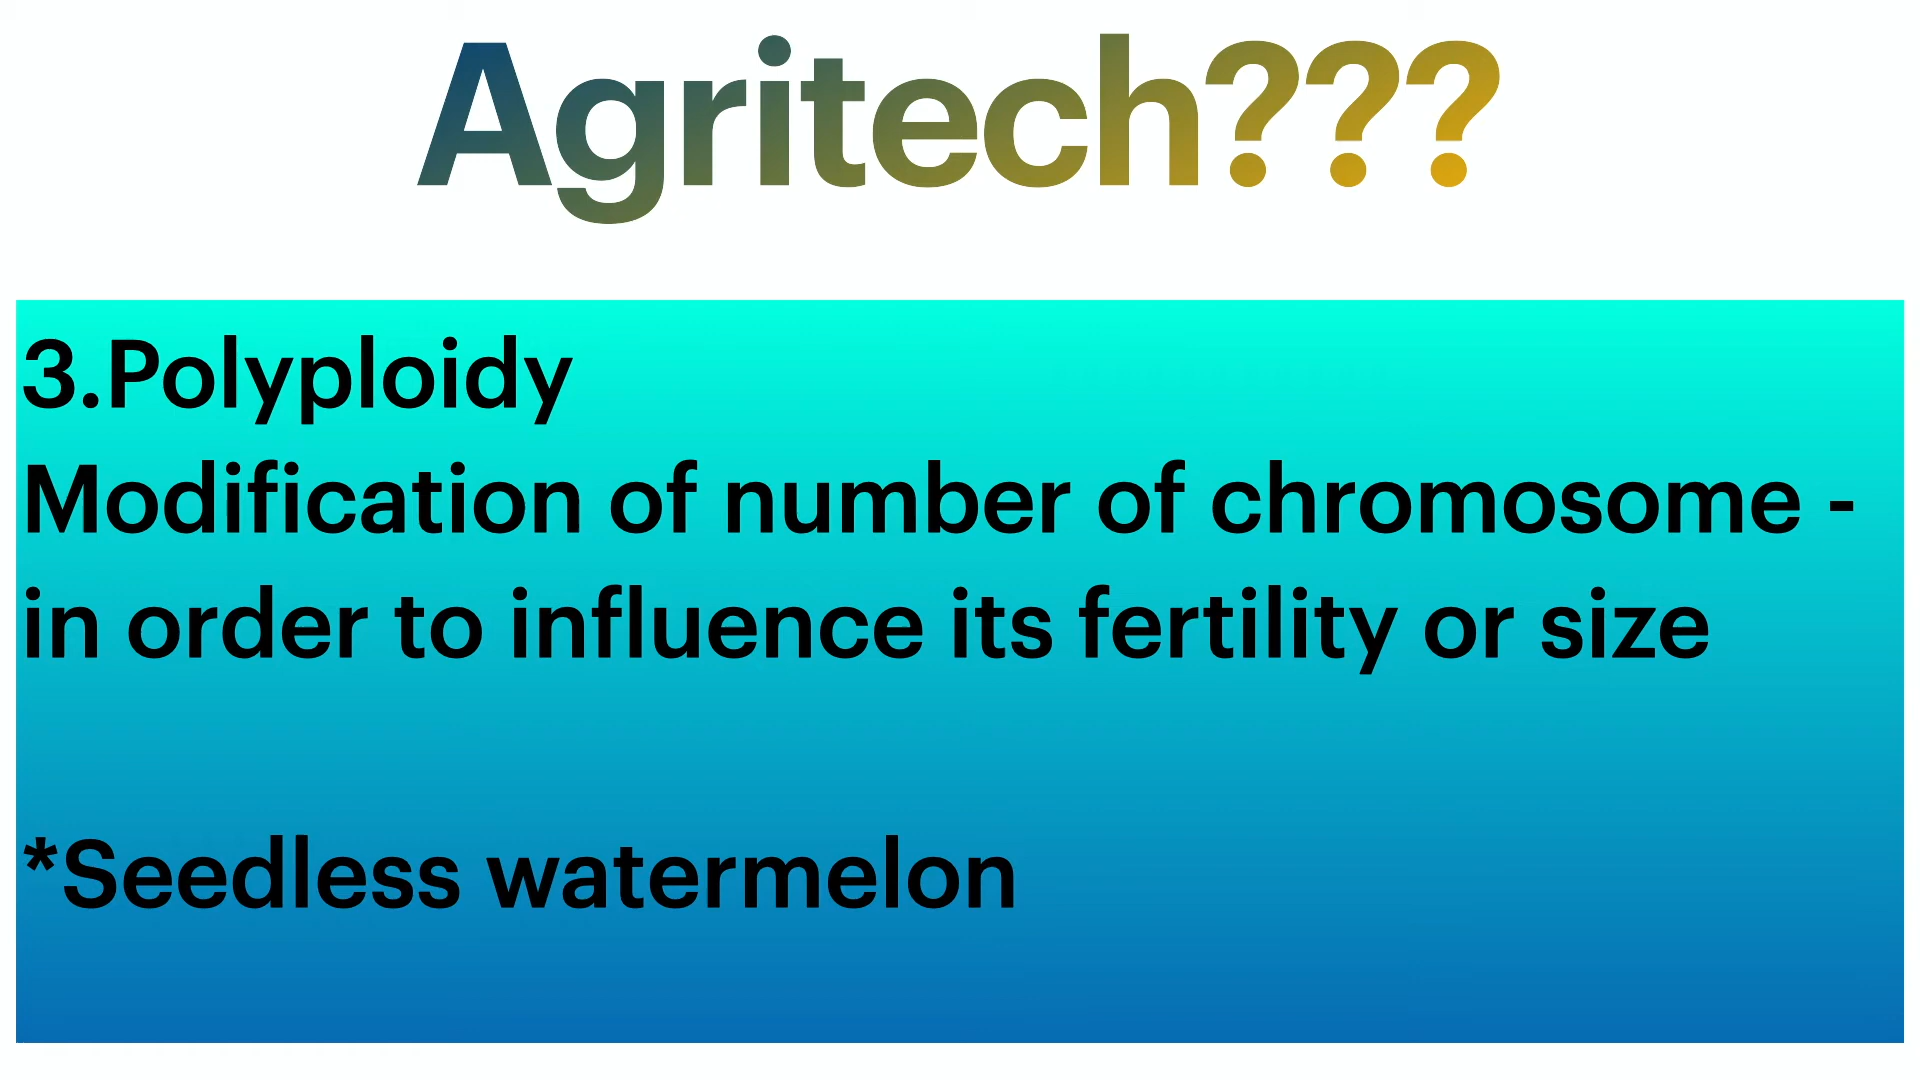 Agritech???
3.Polyploidy
Modification of number of chromosome -
in order to influence its fertility or size
*Seedless watermelon